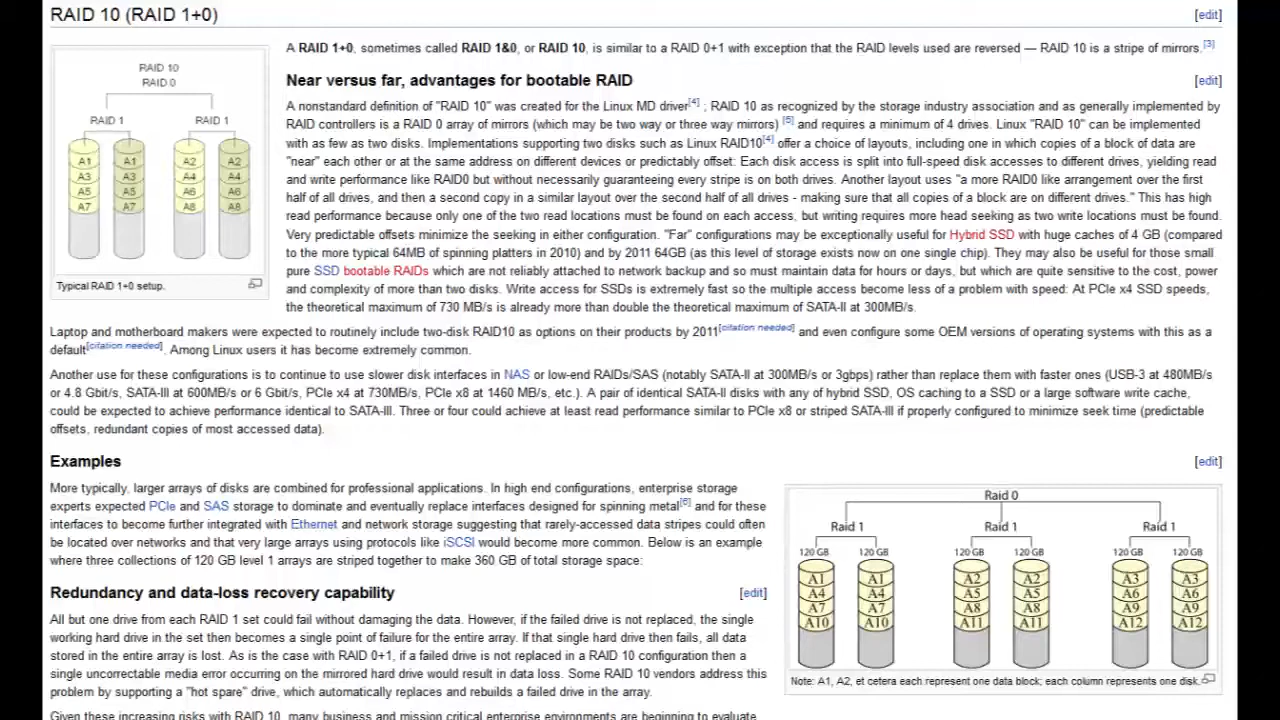 RAID 10 (RAID 1+0)
[edit]
RAID 10
RAID 0
RAID 1
RAID 1
A1
A1
A2
A2
A3
A3
A4
A4
A5
A5
A6
A6
A7
A7
A8
A8
Typical RAID 1+0 setup.
A RAID 1+0, sometimes called RAID 1&0, or RAID 10, is similar to a RAID 0+1 with exception that the RAID levels used are reversed — RAID 10 is a stripe of mirrors.[3]
Near versus far, advantages for bootable RAID
[edit]
A nonstandard definition of "RAID 10" was created for the Linux MD driver[4] ; RAID 10 as recognized by the storage industry association and as generally implemented by
RAID controllers is a RAID 0 array of mirrors (which may be two way or three way mirrors) [5] and requires a minimum of 4 drives. Linux "RAID 10" can be implemented
with as few as two disks. Implementations supporting two disks such as Linux RAID10[4] offer a choice of layouts, including one in which copies of a block of data are
"near" each other or at the same address on different devices or predictably offset: Each disk access is split into full-speed disk accesses to different drives, yielding read
and write performance like RAID0 but without necessarily guaranteeing every stripe is on both drives. Another layout uses "a more RAID0 like arrangement over the first
half of all drives, and then a second copy in a similar layout over the second half of all drives - making sure that all copies of a block are on different drives." This has high
read performance because only one of the two read locations must be found on each access, but writing requires more head seeking as two write locations must be found.
Very predictable offsets minimize the seeking in either configuration. "Far" configurations may be exceptionally useful for Hybrid SSD with huge caches of 4 GB (compared
to the more typical 64MB of spinning platters in 2010) and by 2011 64GB (as this level of storage exists now on one single chip). They may also be useful for those small
pure SSD bootable RAIDs which are not reliably attached to network backup and so must maintain data for hours or days, but which are quite sensitive to the cost, power
and complexity of more than two disks. Write access for SSDs is extremely fast so the multiple access become less of a problem with speed: At PCIe x4 SSD speeds,
the theoretical maximum of 730 MB/s is already more than double the theoretical maximum of SATA-II at 300MB/s.
Laptop and motherboard makers were expected to routinely include two-disk RAID10 as options on their products by 2011[citation needed] and even configure some OEM versions of operating systems with this as a
default[citation needed]. Among Linux users it has become extremely common.
Another use for these configurations is to continue to use slower disk interfaces in NAS or low-end RAIDs/SAS (notably SATA-II at 300MB/s or 3gbps) rather than replace them with faster ones (USB-3 at 480MB/s
or 4.8 Gbit/s, SATA-III at 600MB/s or 6 Gbit/s, PCIe x4 at 730MB/s, PCIe x8 at 1460 MB/s, etc.). A pair of identical SATA-II disks with any of hybrid SSD, OS caching to a SSD or a large software write cache,
could be expected to achieve performance identical to SATA-III. Three or four could achieve at least read performance similar to PCIe x8 or striped SATA-III if properly configured to minimize seek time (predictable
offsets, redundant copies of most accessed data).
Examples
[edit]
More typically, larger arrays of disks are combined for professional applications. In high end configurations, enterprise storage
experts expected PCIe and SAS storage to dominate and eventually replace interfaces designed for spinning metal[6] and for these
interfaces to become further integrated with Ethernet and network storage suggesting that rarely-accessed data stripes could often
be located over networks and that very large arrays using protocols like iSCSI would become more common. Below is an example
where three collections of 120 GB level 1 arrays are striped together to make 360 GB of total storage space:
Raid 0
Raid 1
Raid 1
Raid 1
120 GB
120 GB
120 GB
120 GB
120 GB
120 GB
A1
A1
A2
A2
A3
A3
A4
A4
A5
A5
A6
A6
A7
A7
A8
A8
A9
A9
A10
A10
A11
A11
A12
A12
Note: A1, A2, et cetera each represent one data block; each column represents one disk.
Redundancy and data-loss recovery capability
[edit]
All but one drive from each RAID 1 set could fail without damaging the data. However, if the failed drive is not replaced, the single
working hard drive in the set then becomes a single point of failure for the entire array. If that single hard drive then fails, all data
stored in the entire array is lost. As is the case with RAID 0+1, if a failed drive is not replaced in a RAID 10 configuration then a
single uncorrectable media error occurring on the mirrored hard drive would result in data loss. Some RAID 10 vendors address this
problem by supporting a "hot spare" drive, which automatically replaces and rebuilds a failed drive in the array.
Given these increasing risks with RAID 10, many business and mission critical enterprise environments are beginning to evaluate